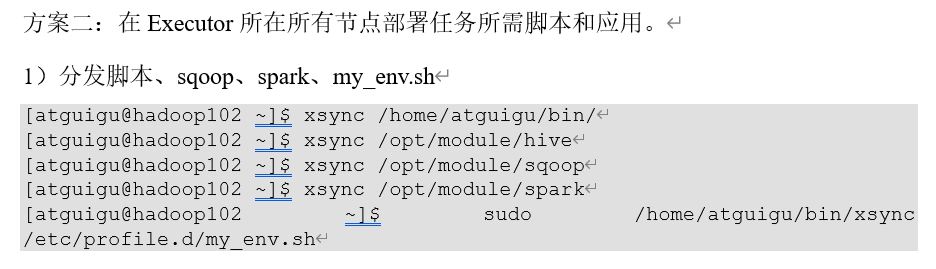 方案二：在 Executor 所在所有节点部署任务所需脚本和应用。
1）分发脚本、sqoop、spark、my_env.sh
[atguigu@hadoop102 ~]$ xsync /home/atguigu/bin/
[atguigu@hadoop102 ~]$ xsync /opt/module/hive
[atguigu@hadoop102 ~]$ xsync /opt/module/sqoop
[atguigu@hadoop102 ~]$ xsync /opt/module/spark
[atguigu@hadoop102 ~]$ sudo /home/atguigu/bin/xsync
/etc/profile.d/my_env.sh